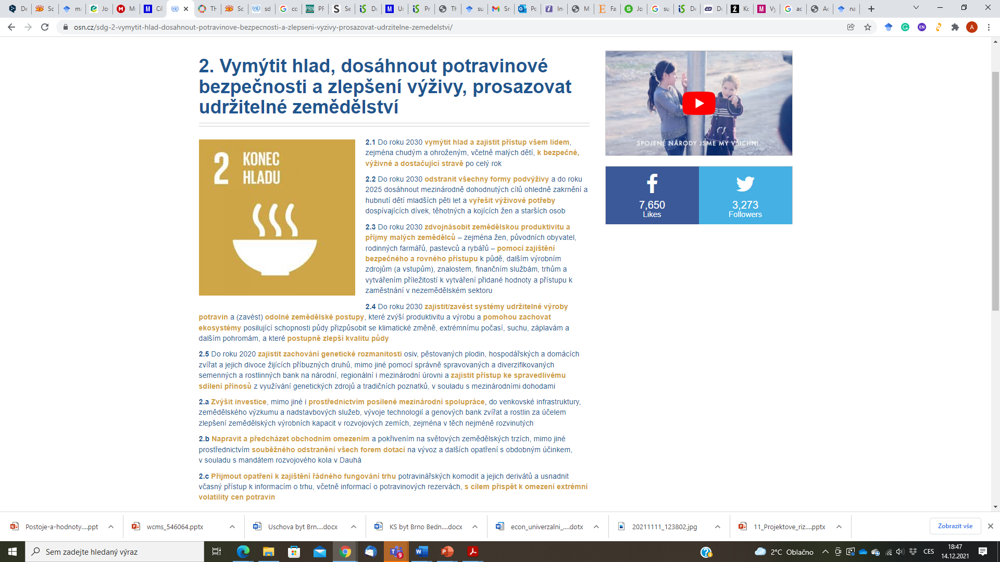 De
Sc
ma
Jo
Mo
Cíl
TH
Sc
sd
co
PR
Se
Do
Ur
Pr
Th
su
Sm
Po
In
M
Fa
Jo
su
De
Do
Ko
Vy
ac
Ac
na
osn.cz/sdg-2-vymytit-hlad-dosahnout-potravinove-bezpecnosti-a-zlepseni-vyzivy-prosazovat-udrzitelne-zemedelstvi/
EN
A
2. Vymýtit hlad, dosáhnout potravinové
bezpečnosti a zlepšení výživy, prosazovat
udržitelné zemědělství
2 KONEC
HLADU
2.1 Do roku 2030 vymýtit hlad a zajistit přístup všem lidem,
zejména chudým a ohroženým, včetně malých dětí, k bezpečné,
výživné a dostačující stravě po celý rok
2.2 Do roku 2030 odstranit všechny formy podvýživy a do roku
2025 dosáhnout mezinárodně dohodnutých cílů ohledně zakrnění a
hubnutí dětí mladších pěti let a vyřešit výživové potřeby
dospívajících dívek, těhotných a kojících žen a starších osob
2.3 Do roku 2030 zdvojnásobit zemědělskou produktivitu a
příjmy malých zemědělců – zejména žen, původních obyvatel,
rodinných farmářů, pastevců a rybářů – pomocí zajištění
bezpečného a rovného přístupu k půdě, dalším výrobním
zdrojům (a vstupům), znalostem, finančním službám, trhům a
vytvářením příležitostí k vytváření přidané hodnoty a přístupu k
zaměstnání v nezemědělském sektoru
2.4 Do roku 2030 zajistit/zavést systémy udržitelné výroby
potravin a (zavést) odolné zemědělské postupy, které zvýší produktivitu a výrobu a pomohou zachovat
ekosystémy posilující schopnosti půdy přizpůsobit se klimatické změně, extrémnímu počasí, suchu, záplavám a
dalším pohromám, a které postupně zlepší kvalitu půdy
2.5 Do roku 2020 zajistit zachování genetické rozmanitosti osiv, pěstovaných plodin, hospodářských a domácích
zvířat a jejich divoce žijících příbuzných druhů, mimo jiné pomocí správně spravovaných a diverzifikovaných
semenných a rostlinných bank na národní, regionální i mezinárodní úrovni a zajistit přístup ke spravedlivému
sdílení přínosů z využívání genetických zdrojů a tradičních poznatků, v souladu s mezinárodními dohodami
2.a Zvýšit investice, mimo jiné i prostřednictvím posílené mezinárodní spolupráce, do venkovské infrastruktury,
zemědělského výzkumu a nadstavbových služeb, vývoje technologií a genových bank zvířat a rostlin za účelem
zlepšení zemědělských výrobních kapacit v rozvojových zemích, zejména v těch nejméně rozvinutých
2.b Napravit a předcházet obchodním omezením a pokřivením na světových zemědělských trzích, mimo jiné
prostřednictvím souběžného odstranění všech forem dotací na vývoz a dalších opatření s obdobným účinkem,
v souladu s mandátem rozvojového kola v Dauhá
2.c Přijmout opatření k zajištění řádného fungování trhu potravinářských komodit a jejich derivátů a usnadnit
včasný přístup k informacím o trhu, včetně informací o potravinových rezervách, s cílem přispět k omezení extrémní
volatility cen potravin
SPOJENÉ NÁRODY JSME MY VŠICHNI.
7,650
Likes
3,273
Followers
Postoje-a-hodnoty....ppt
wcms_546064.pptx
Uschova byt Brn....docx
KS byt Brno Bedn....docx
econ_univerzalni_....dotx
20211111_123802.jpg
11_Projektove_riz....pptx
Zobrazit vše
Sem zadejte hledaný výraz
9
2°C Oblačno
CES
18:47
14.12.2021